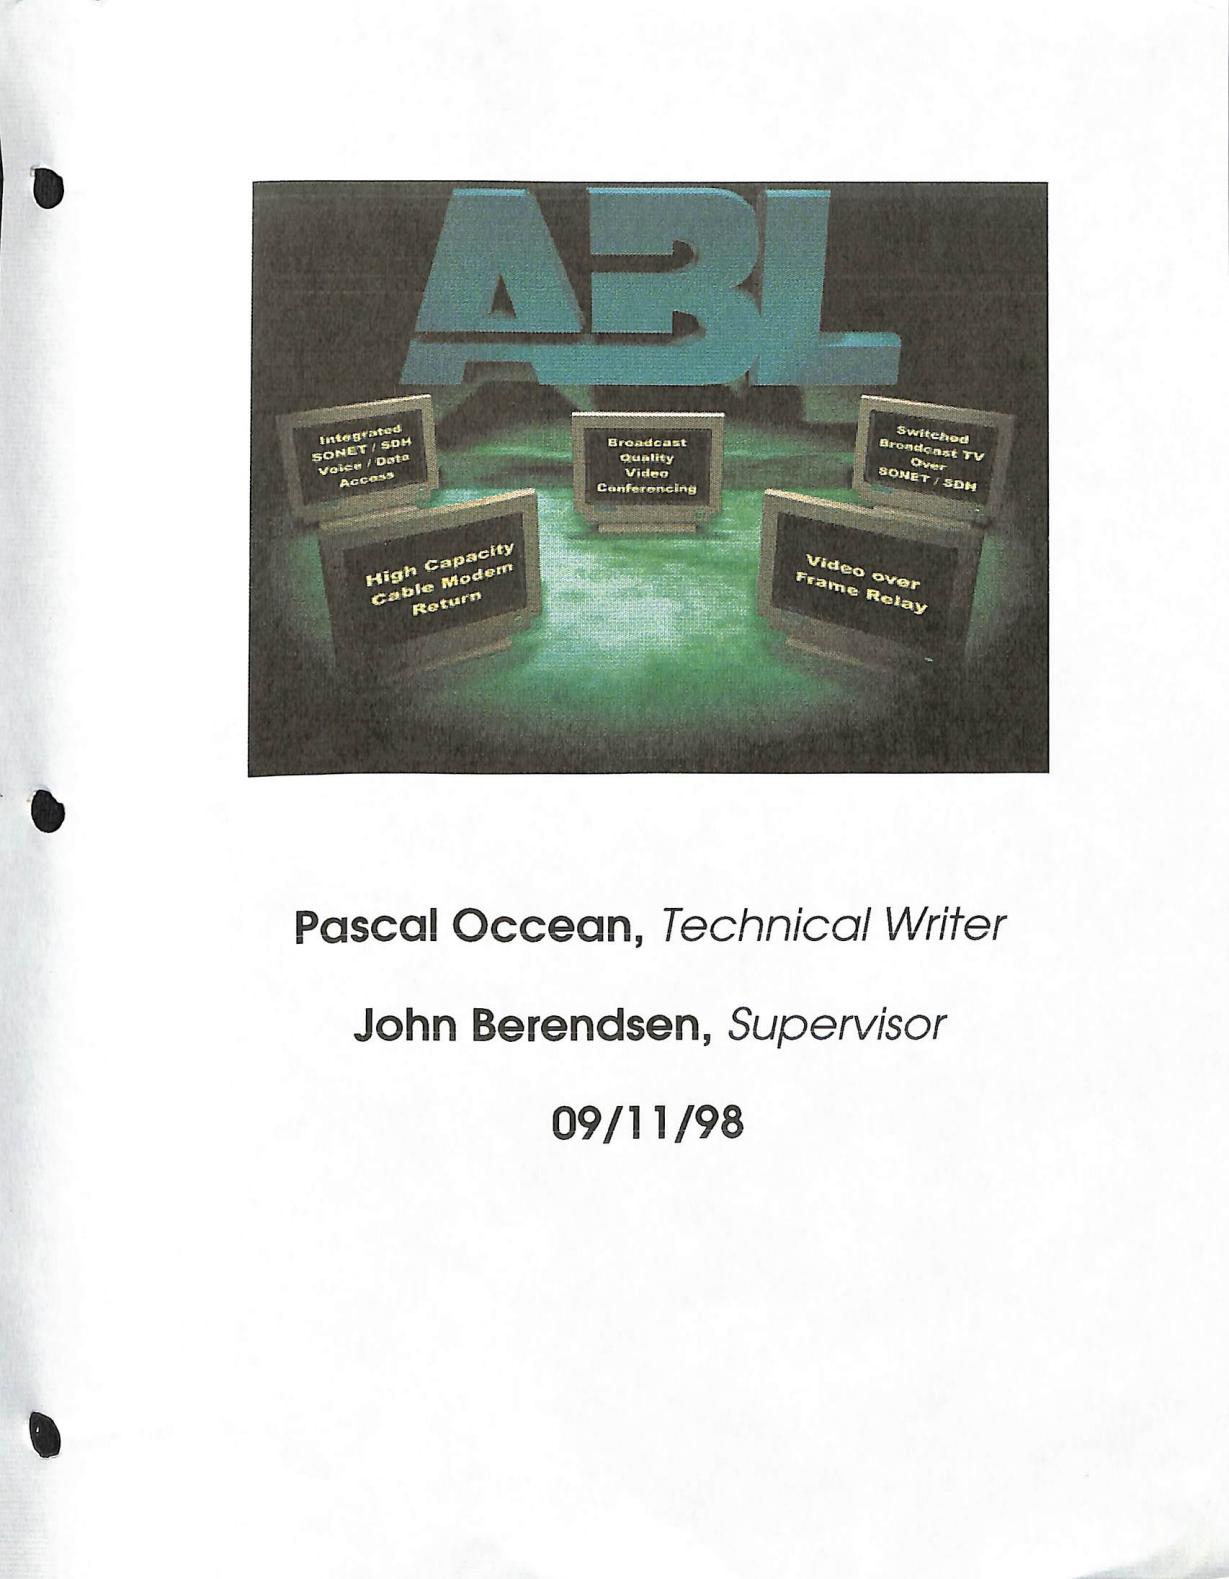 ABL
Integrated
SONET / SDH
Voice / Data
Access
Broadcast
Quality
Video
Conferencing
Switched
Broadcast TV
Over
SONET / SDH
High Capacity
Cable Modem
Return
Video over
Frame Relay
Pascal Occean, Technical Writer
John Berendsen, Supervisor
09/11/98